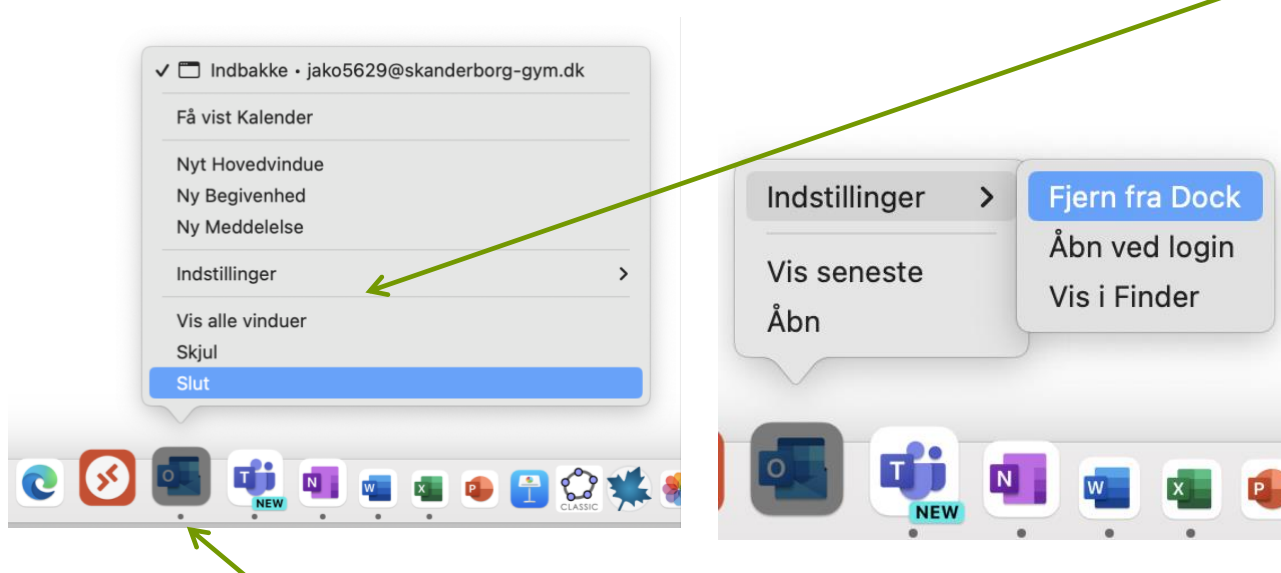 Indbakke • jako5629@skanderborg-gym.dk
Få vist Kalender
Nyt Hovedvindue
Ny Begivenhed
Ny Meddelelse
Indstillinger
Vis alle vinduer
Skjul
Slut
O
T
NEW
N
W
X
P
CLASSIC
Indstillinger
Fjern fra Dock
Åbn ved login
Vis i Finder
Vis seneste
Åbn
O
T
NEW
N
W
X
P